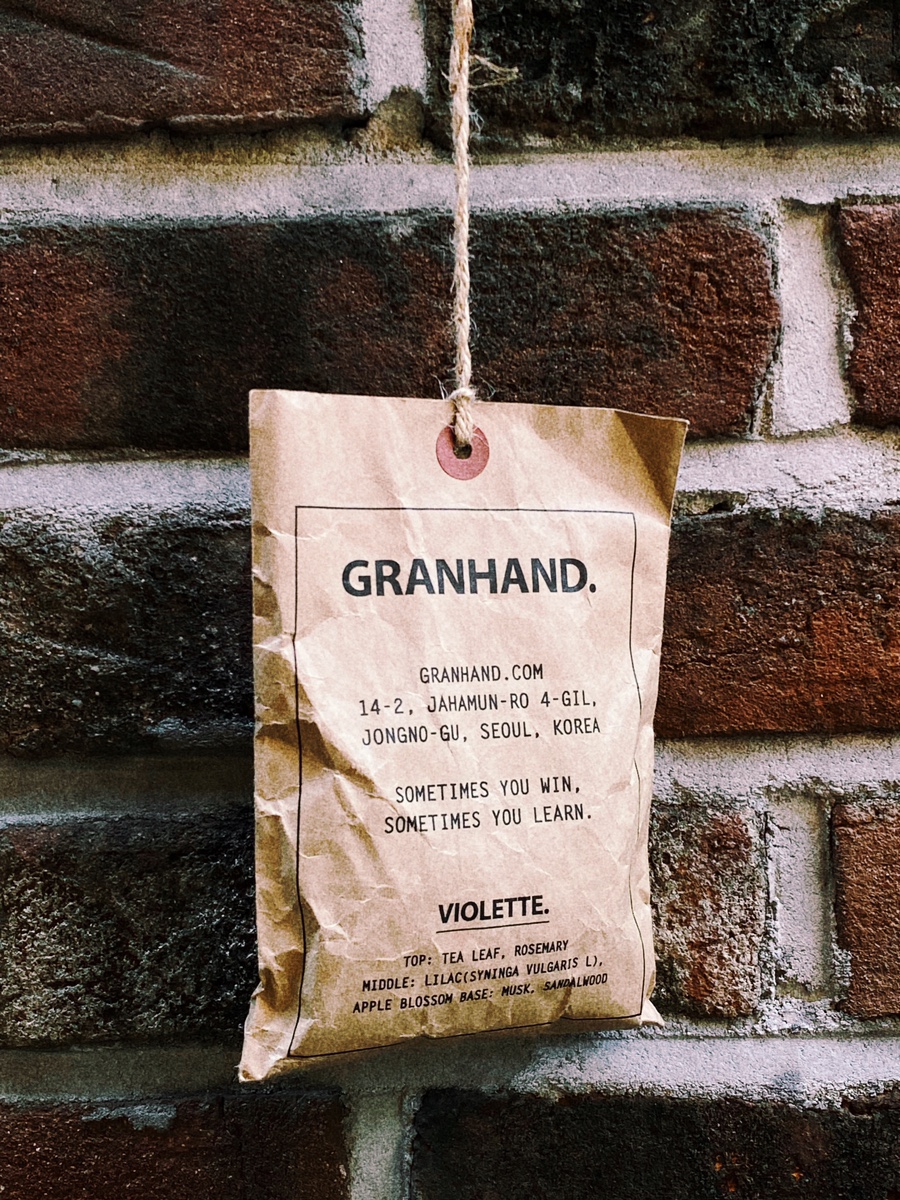 GRANHAND.
GRANHAND.COM
14-2, JAHAMUN-RO 4-GIL,
JONGNO-GU, SEOUL, KOREA
SOMETIMES YOU WIN,
SOMETIMES YOU LEARN.
VIOLETTE.
TOP: TEA LEAF, ROSEMARY
MIDDLE: LILAC(SYNINGA VULGARIS L),
APPLE BLOSSOM BASE: MUSK, SANDALWOOD